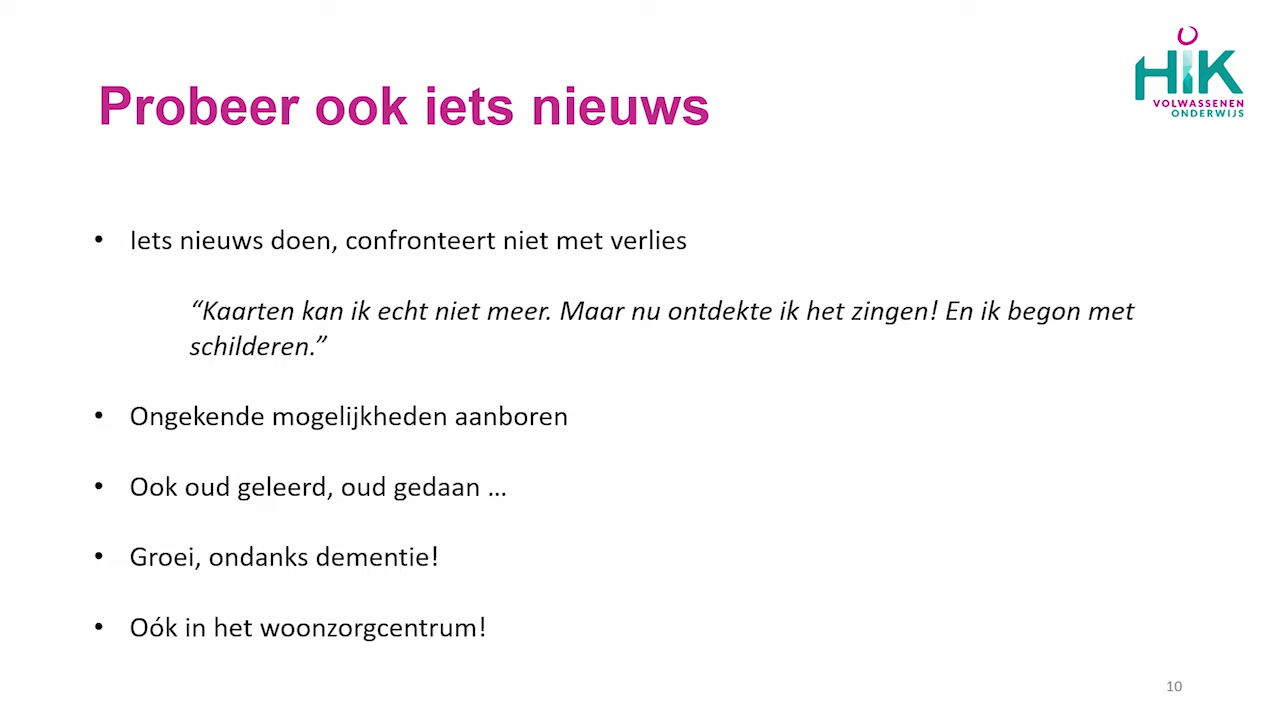 HiK
VOLWASSENEN
ONDERWIJS
Probeer ook iets nieuws
• Iets nieuws doen, confronteert niet met verlies
“Kaarten kan ik echt niet meer. Maar nu ontdekte ik het zingen! En ik begon met
schilderen.”
• Ongekende mogelijkheden aanboren
• Ook oud geleerd, oud gedaan …
• Groei, ondanks dementie!
• Oók in het woonzorgcentrum!
10